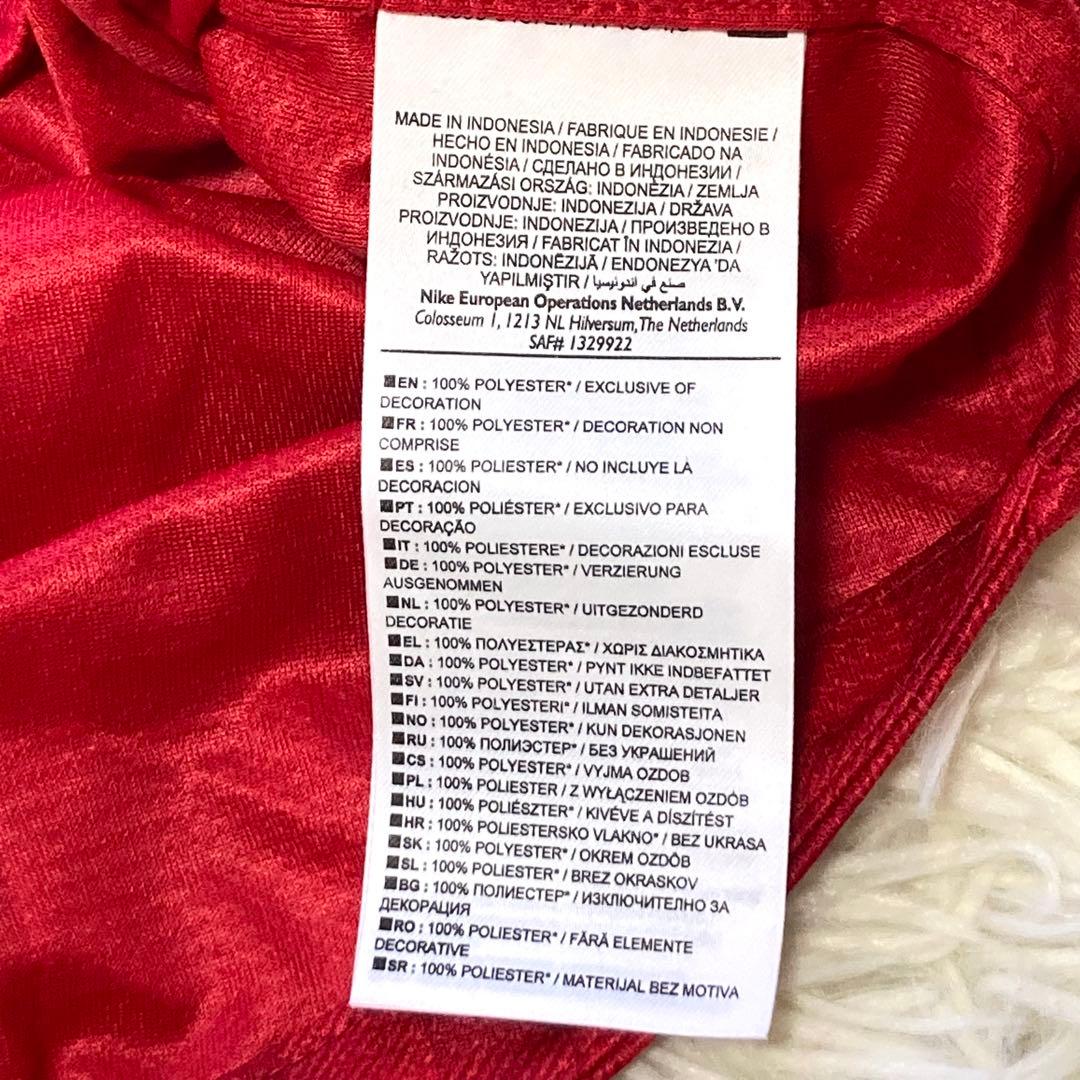 MADE IN INDONESIA / FABRIQUE EN INDONESIE /
HECHO EN INDONESIA / FABRICADO NA
INDONÉSIA / СДЕЛАНО В ИНДОНЕЗИИ /
SZÁRMAZÁSI ORSZÁG: INDONÈZIA / ZEMLJA
PROIZVODNJE: INDONEZIJA / DRŽAVA
PROIZVODNJE: INDONEZIJA / ПРОИЗВЕДЕНО В
ИНДОНЕЗИЯ / FABRICAT ÎN INDONEZIA /
RAŽOTS: INDONĒZIJĀ / ENDONEZYA 'DA
YAPILMIŞTIR / صنع في اندونيسيا
Nike European Operations Netherlands B.V.
Colosseum 1, 1213 NL Hilversum, The Netherlands
SAF# 1329922
EN : 100% POLYESTER* / EXCLUSIVE OF
DECORATION
FR : 100% POLYESTER* / DECORATION NON
COMPRISE
ES : 100% POLIESTER* / NO INCLUYE LA
DECORACION
PT : 100% POLIÉSTER* / EXCLUSIVO PARA
DECORAÇÃO
IT : 100% POLIESTERE* / DECORAZIONI ESCLUSE
DE : 100% POLYESTER* / VERZIERUNG
AUSGENOMMEN
NL : 100% POLYESTER* / UITGEZONDERD
DECORATIE
EL : 100% ΠΟΛΥΕΣΤΕΡΑΣ* / ΧΩΡΙΣ ΔΙΑΚΟΣΜΗΤΙΚΑ
DA : 100% POLYESTER* / PYNT IKKE INDBEFATTET
SV : 100% POLYESTER* / UTAN EXTRA DETALJER
FI : 100% POLYESTERI* / ILMAN SOMISTEITA
NO : 100% POLYESTER* / KUN DEKORASJONEN
RU : 100% ПОЛИЭСТЕР* / БЕЗ УКРАШЕНИЙ
CS : 100% POLYESTER* / VYJMA OZDOB
PL : 100% POLIESTER / Z WYŁĄCZENIEM OZDÓB
HU : 100% POLIÉSZTER* / KIVÉVE A DÍSZÍTÉST
HR : 100% POLIESTERSKO VLAKNO* / BEZ UKRASA
SK : 100% POLYESTER* / OKREM OZDÔB
SL : 100% POLIESTER* / BREZ OKRASKOV
BG : 100% ПОЛИЕСТЕР* / ИЗКЛЮЧИТЕЛНО ЗА
ДЕКОРАЦИЯ
RO : 100% POLIESTER* / FĂRĂ ELEMENTE
DECORATIVE
SR : 100% POLIESTER* / MATERIJAL BEZ MOTIVA